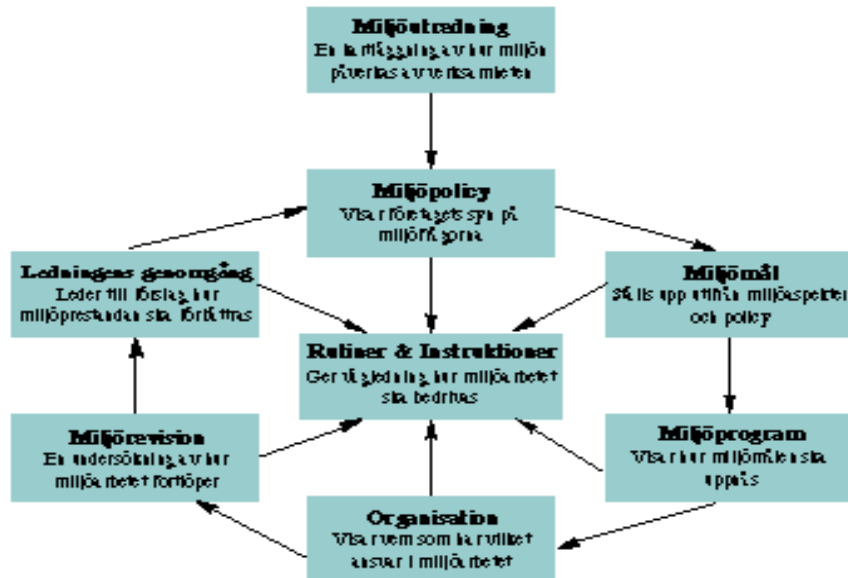 Miljöutredning
En kartläggning av hur miljön
påverkas av verksamheten
Miljöpolicy
Visar företagets syn på
miljöfrågorna
Ledningens genomgång
Leder till förslag hur
miljöprestandan ska förbättras
Miljömål
Ställs upp utifrån miljöaspekter
och policy
Rutiner & Instruktioner
Ger vägledning hur miljöarbetet
ska bedrivas
Miljörevision
En undersökning av hur
miljöarbetet fortlöper
Miljöprogram
Visar hur miljömålen ska
uppnås
Organisation
Visar vem som har vilket
ansvar i miljöarbetet